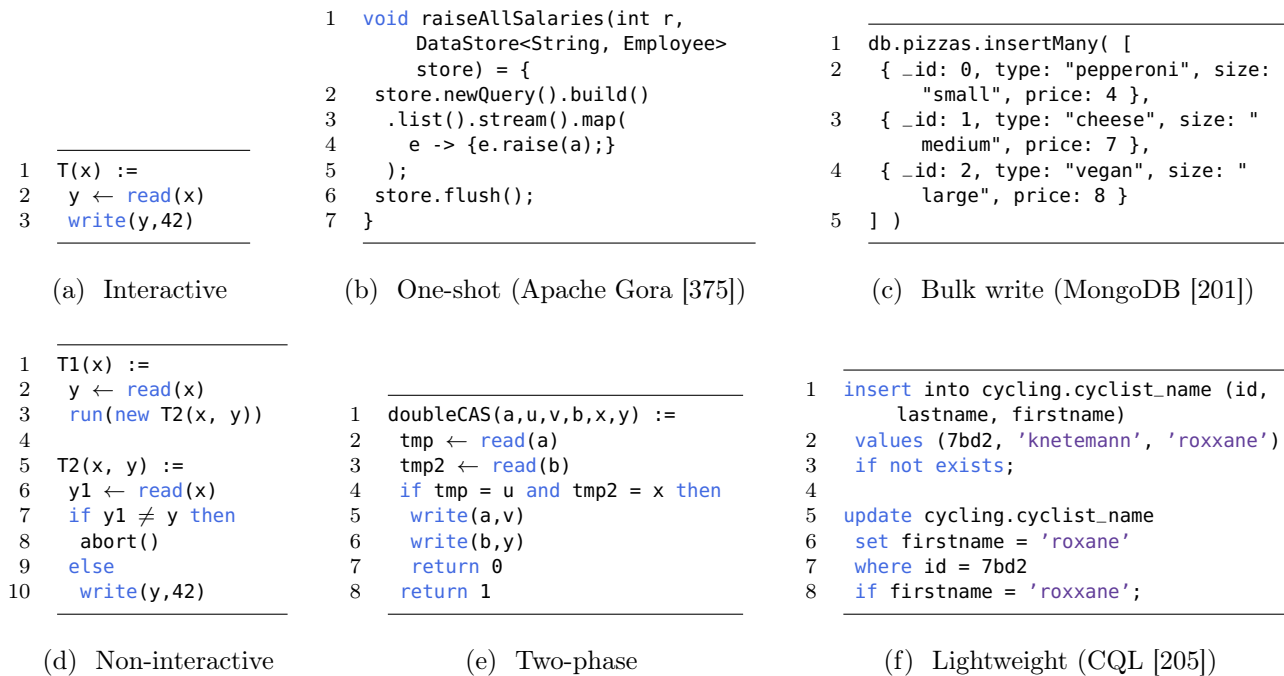 1 T(x) :=
2 y ← read(x)
3 write(y,42)
(a) Interactive
1 void raiseAllSalaries(int r,
DataStore<String, Employee>
store) = {
2 store.newQuery().build()
3 .list().stream().map(
4 e -> {e.raise(a);}
5 );
6 store.flush();
7 }
(b) One-shot (Apache Gora [375])
1 db.pizzas.insertMany( [
2 { _id: 0, type: "pepperoni", size:
"small", price: 4 },
3 { _id: 1, type: "cheese", size: "
medium", price: 7 },
4 { _id: 2, type: "vegan", size: "
large", price: 8 }
5 ] )
(c) Bulk write (MongoDB [201])
1 T1(x) :=
2 y ← read(x)
3 run(new T2(x, y))
4
5 T2(x, y) :=
6 y1 ← read(x)
7 if y1 ≠ y then
8 abort()
9 else
10 write(y,42)
(d) Non-interactive
1 doubleCAS(a,u,v,b,x,y) :=
2 tmp ← read(a)
3 tmp2 ← read(b)
4 if tmp = u and tmp2 = x then
5 write(a,v)
6 write(b,y)
7 return 0
8 return 1
(e) Two-phase
1 insert into cycling.cyclist_name (id,
lastname, firstname)
2 values (7bd2, ’knetemann’, ’roxxane’)
3 if not exists;
4
5 update cycling.cyclist_name
6 set firstname = ’roxane’
7 where id = 7bd2
8 if firstname = ’roxxane’;
(f) Lightweight (CQL [205])